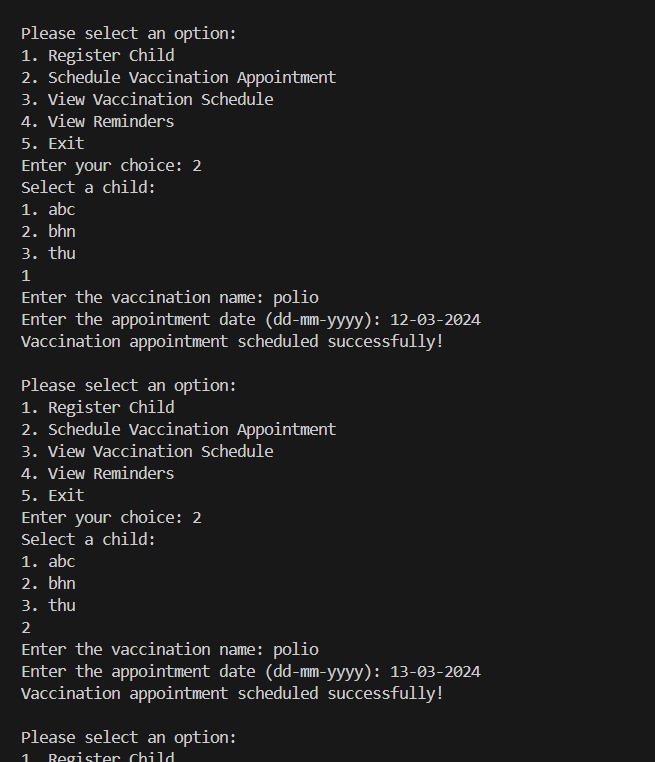 Please select an option:
1. Register Child
2. Schedule Vaccination Appointment
3. View Vaccination Schedule
4. View Reminders
5. Exit
Enter your choice: 2
Select a child:
1. abc
2. bhn
3. thu
1
Enter the vaccination name: polio
Enter the appointment date (dd-mm-yyyy): 12-03-2024
Vaccination appointment scheduled successfully!
Please select an option:
1. Register Child
2. Schedule Vaccination Appointment
3. View Vaccination Schedule
4. View Reminders
5. Exit
Enter your choice: 2
Select a child:
1. abc
2. bhn
3. thu
2
Enter the vaccination name: polio
Enter the appointment date (dd-mm-yyyy): 13-03-2024
Vaccination appointment scheduled successfully!
Please select an option:
1. Register Child